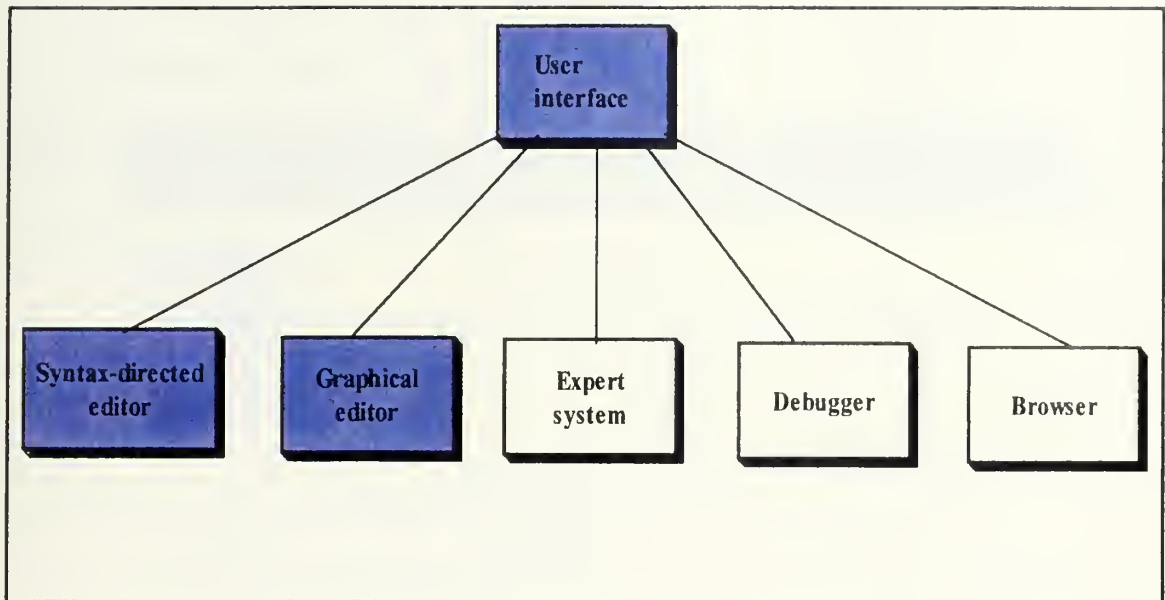 User
interface
Syntax-directed
editor
Graphical
editor
Expert
system
Debugger
Browser